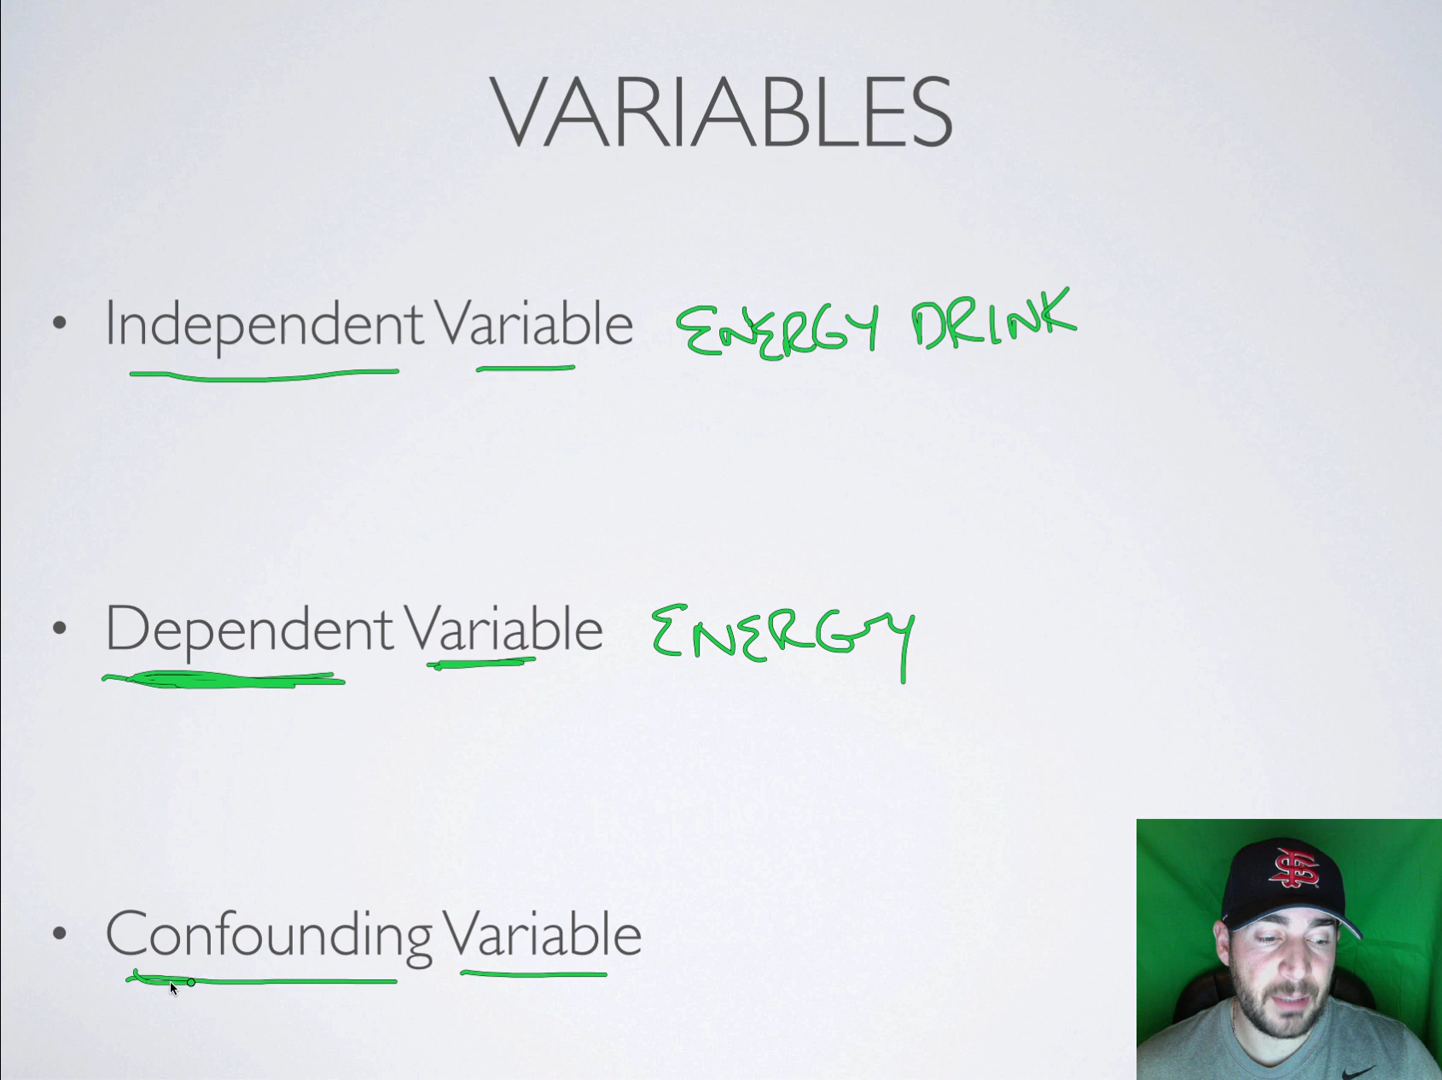 VARIABLES
• Independent Variable ENERGY DRINK
• Dependent Variable ENERGY
• Confounding Variable